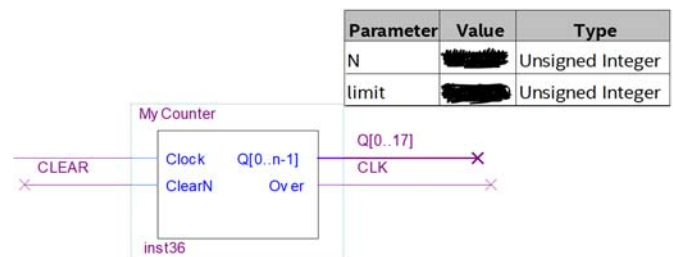 Parameter Value Type
N Unsigned Integer
limit Unsigned Integer
My Counter
Q[0..17]
CLEAR Clock Q[0..n-1] CLK
ClearN Over
inst36